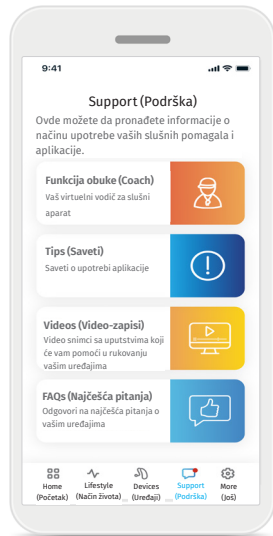 9:41
Support (Podrška)
Ovde možete da pronađete informacije o
načinu upotrebe vaših slušnih pomagala i
aplikacije.
Funkcija obuke (Coach)
Vaš virtuelni vodič za slušni
aparat
Tips (Saveti)
Saveti o upotrebi aplikacije
Videos (Video-zapisi)
Video snimci sa uputstvima koji
će vam pomoći u rukovanju
vašim uređajima
FAQs (Najčešća pitanja)
Odgovori na najčešća pitanja o
vašim uređajima
Home
(Početak)
Lifestyle
(Način života)
Devices
(Uređaji)
Support
(Podrška)
More
(Još)